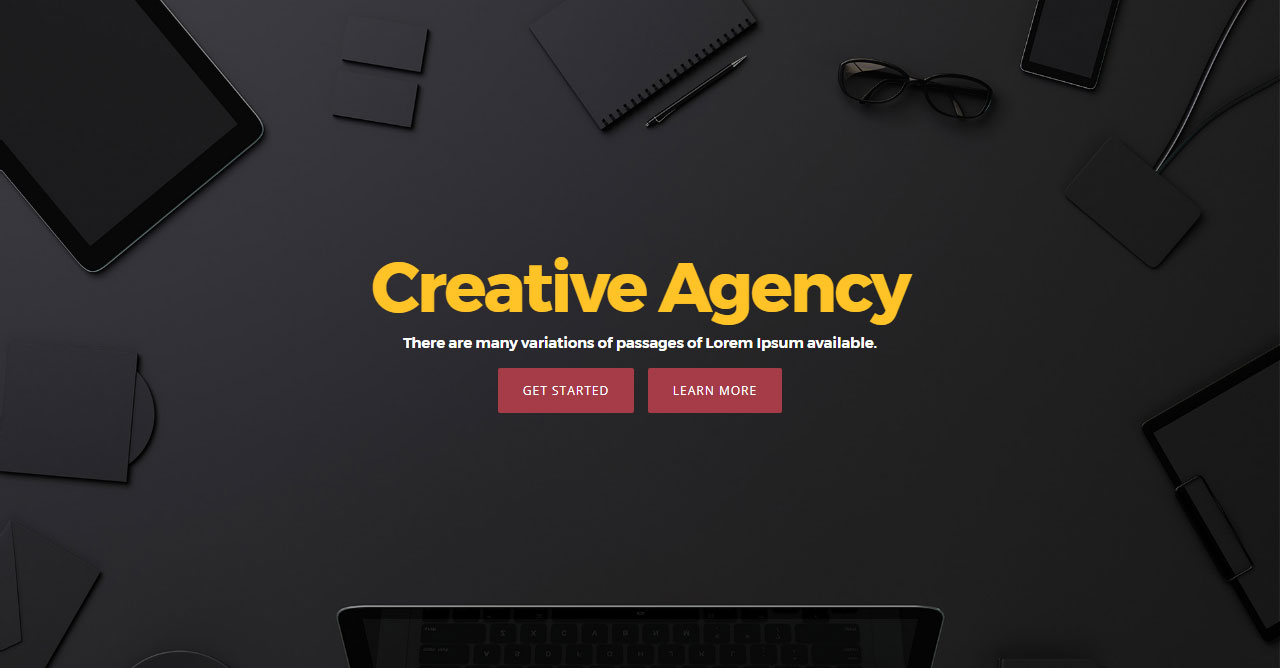 Creative Agency
There are many variations of passages of Lorem Ipsum available.
GET STARTED LEARN MORE